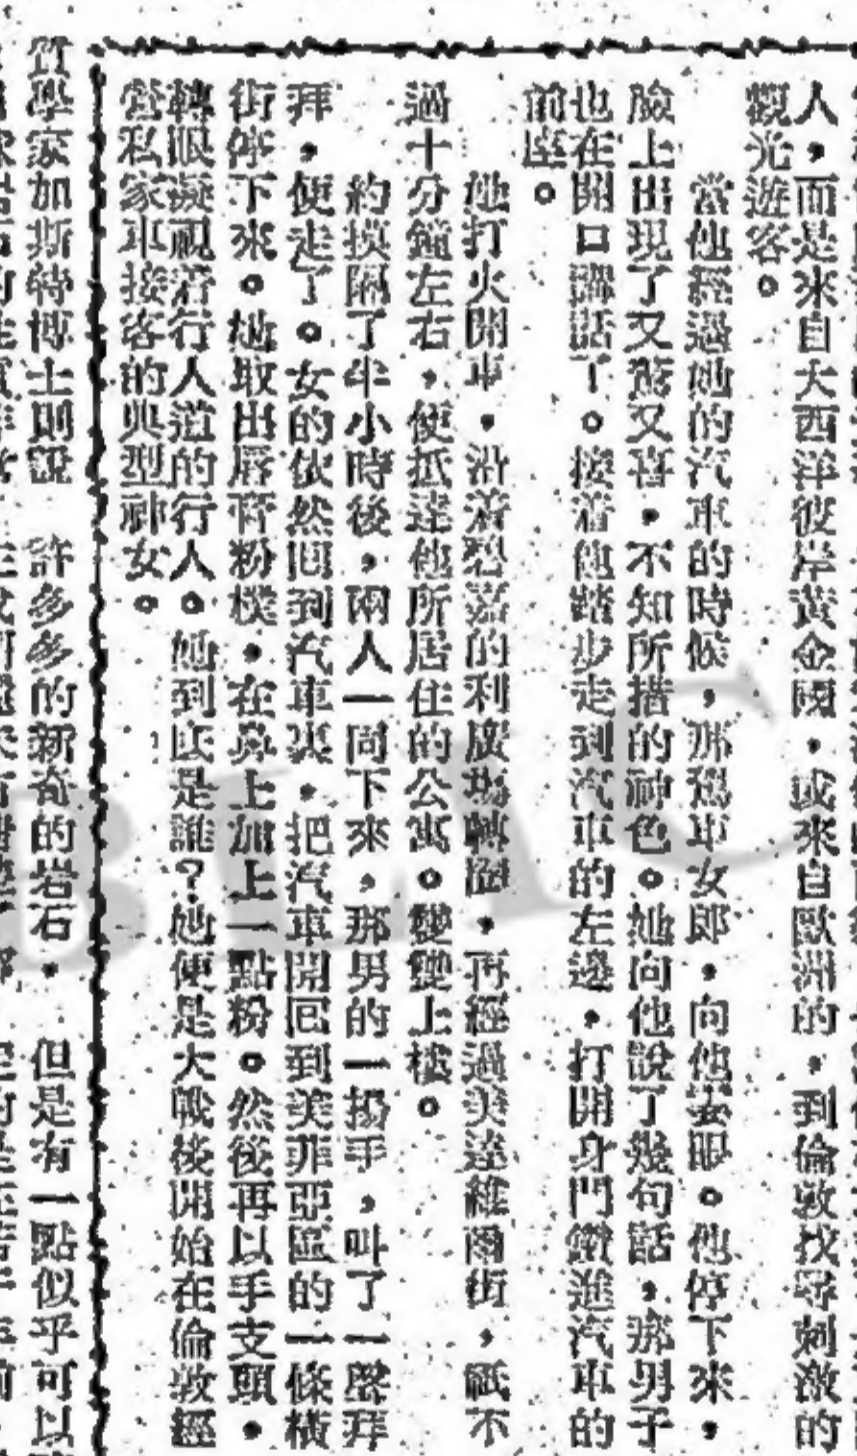 人，而是來自大西洋彼岸黃金國，或來自歐洲的，到倫敦找尋刺激的
觀光遊客。
當他經過她的汽車的時候，那駕車女郎，向他䀹眼。他停下來，
臉上出現了又驚又喜，不知所措的神色。她向他說了幾句話，那男子
也在開口講話了。接着他踏步走到汽車的左邊，打開身門鑽進汽車的
前座。
她打火開車，沿着碧嘉的利廣場轉彎，再經過美達維爾街，祇不
過十分鐘左右，便抵達他所居住的公寓。雙雙上樓。
約摸隔了半小時後，兩人一同下來，那男的一揚手，叫了一聲拜
拜，便走了。女的依然囘到汽車裏，把汽車開囘到美菲亞區的一條橫
街停下來。她取出唇膏粉樸，在鼻上加上一點粉。然後再以手支頭，
轉眼凝視着行人道的行人。她到底是誰？她便是大戰後開始在倫敦經
營私家車接客的典型神女。
質學家加斯特博士則說　許多多的新奇的岩石，　但是有一點似乎可以
BLIC